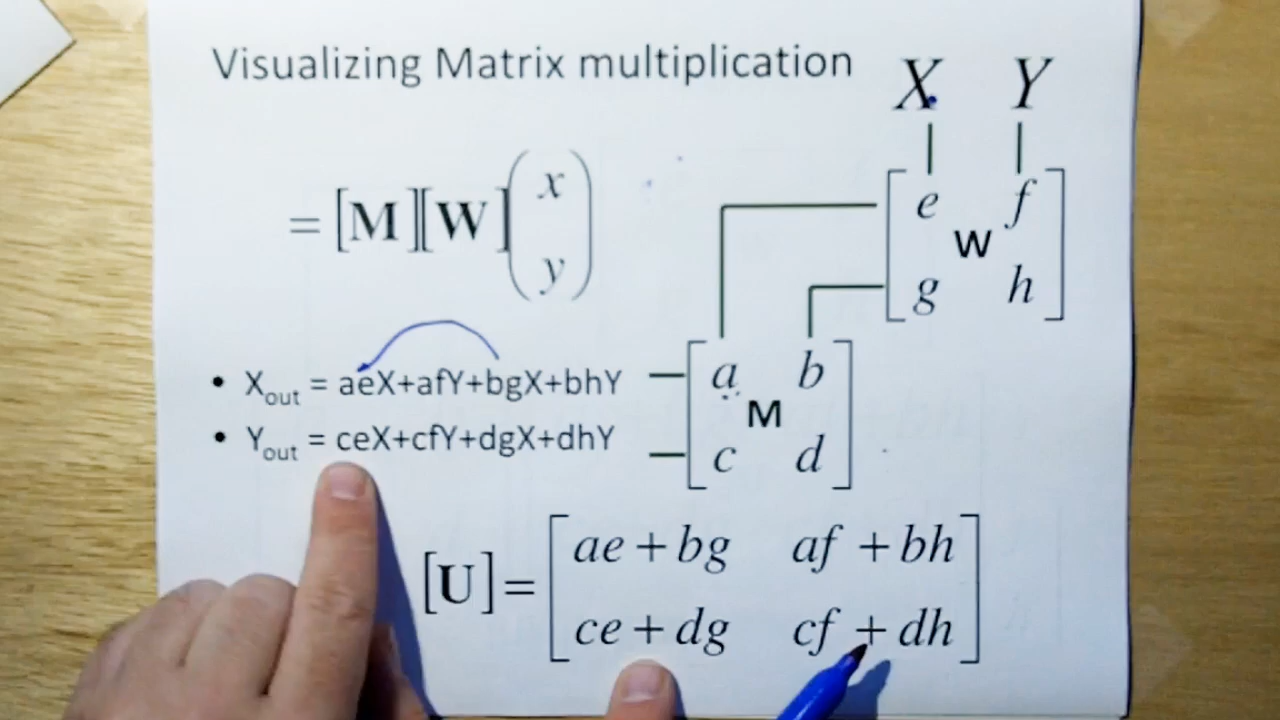 Visualizing Matrix multiplication
X Y
= [M][W] ( x
y )
[ e f
W
g h ]
• Xout = aeX+afY+bgX+bhY
• Yout = ceX+cfY+dgX+dhY
[ a b
M
c d ]
[U] = [ ae + bg af + bh
ce + dg cf + dh ]